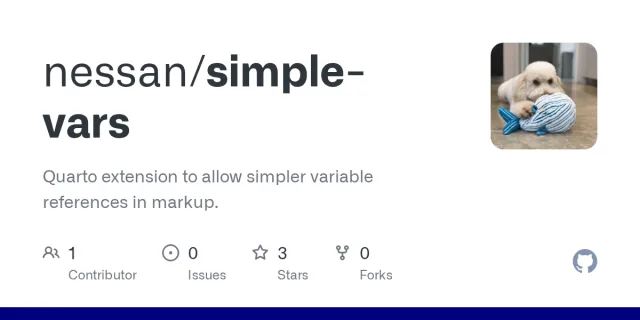 nessan/simple-
vars
Quarto extension to allow simpler variable
references in markup.
1 0 3 0
Contributor Issues Stars Forks